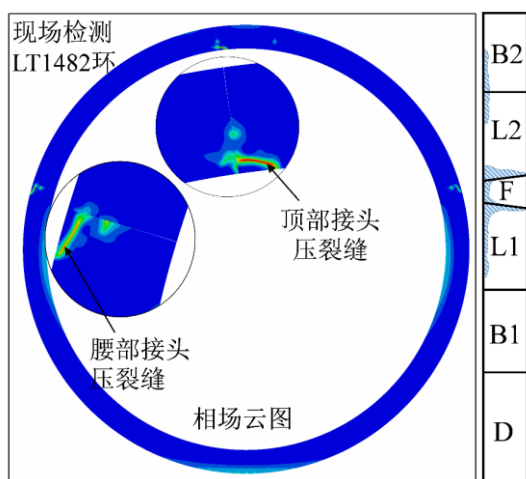 现场检测
LT1482环
顶部接头
压裂缝
腰部接头
压裂缝
相场云图
B2
L2
F
L1
B1
D